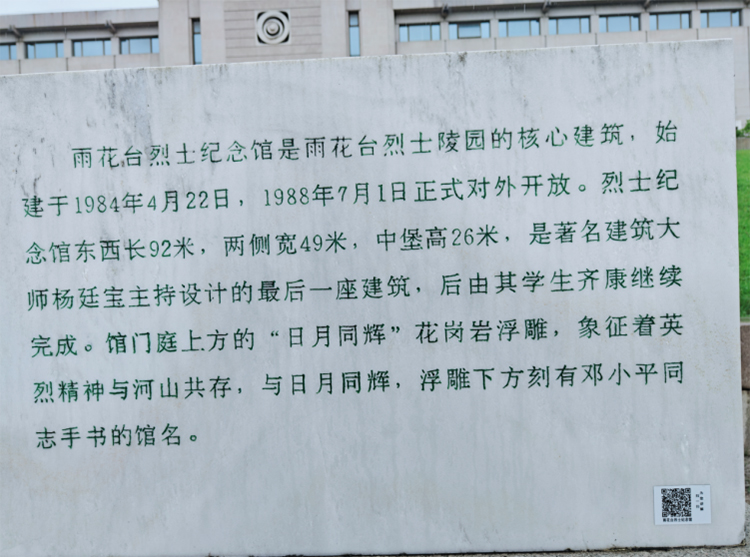 雨花台烈士纪念馆是雨花台烈士陵园的核心建筑，始
建于1984年4月22日，1988年7月1日正式对外开放。烈士纪
念馆东西长92米，两侧宽49米，中堡高26米，是著名建筑大
师杨廷宝主持设计的最后一座建筑，后由其学生齐康继续
完成。馆门庭上方的“日月同辉”花岗岩浮雕，象征着英
烈精神与河山共存，与日月同辉，浮雕下方刻有邓小平同
志手书的馆名。
雨花台烈士纪念馆